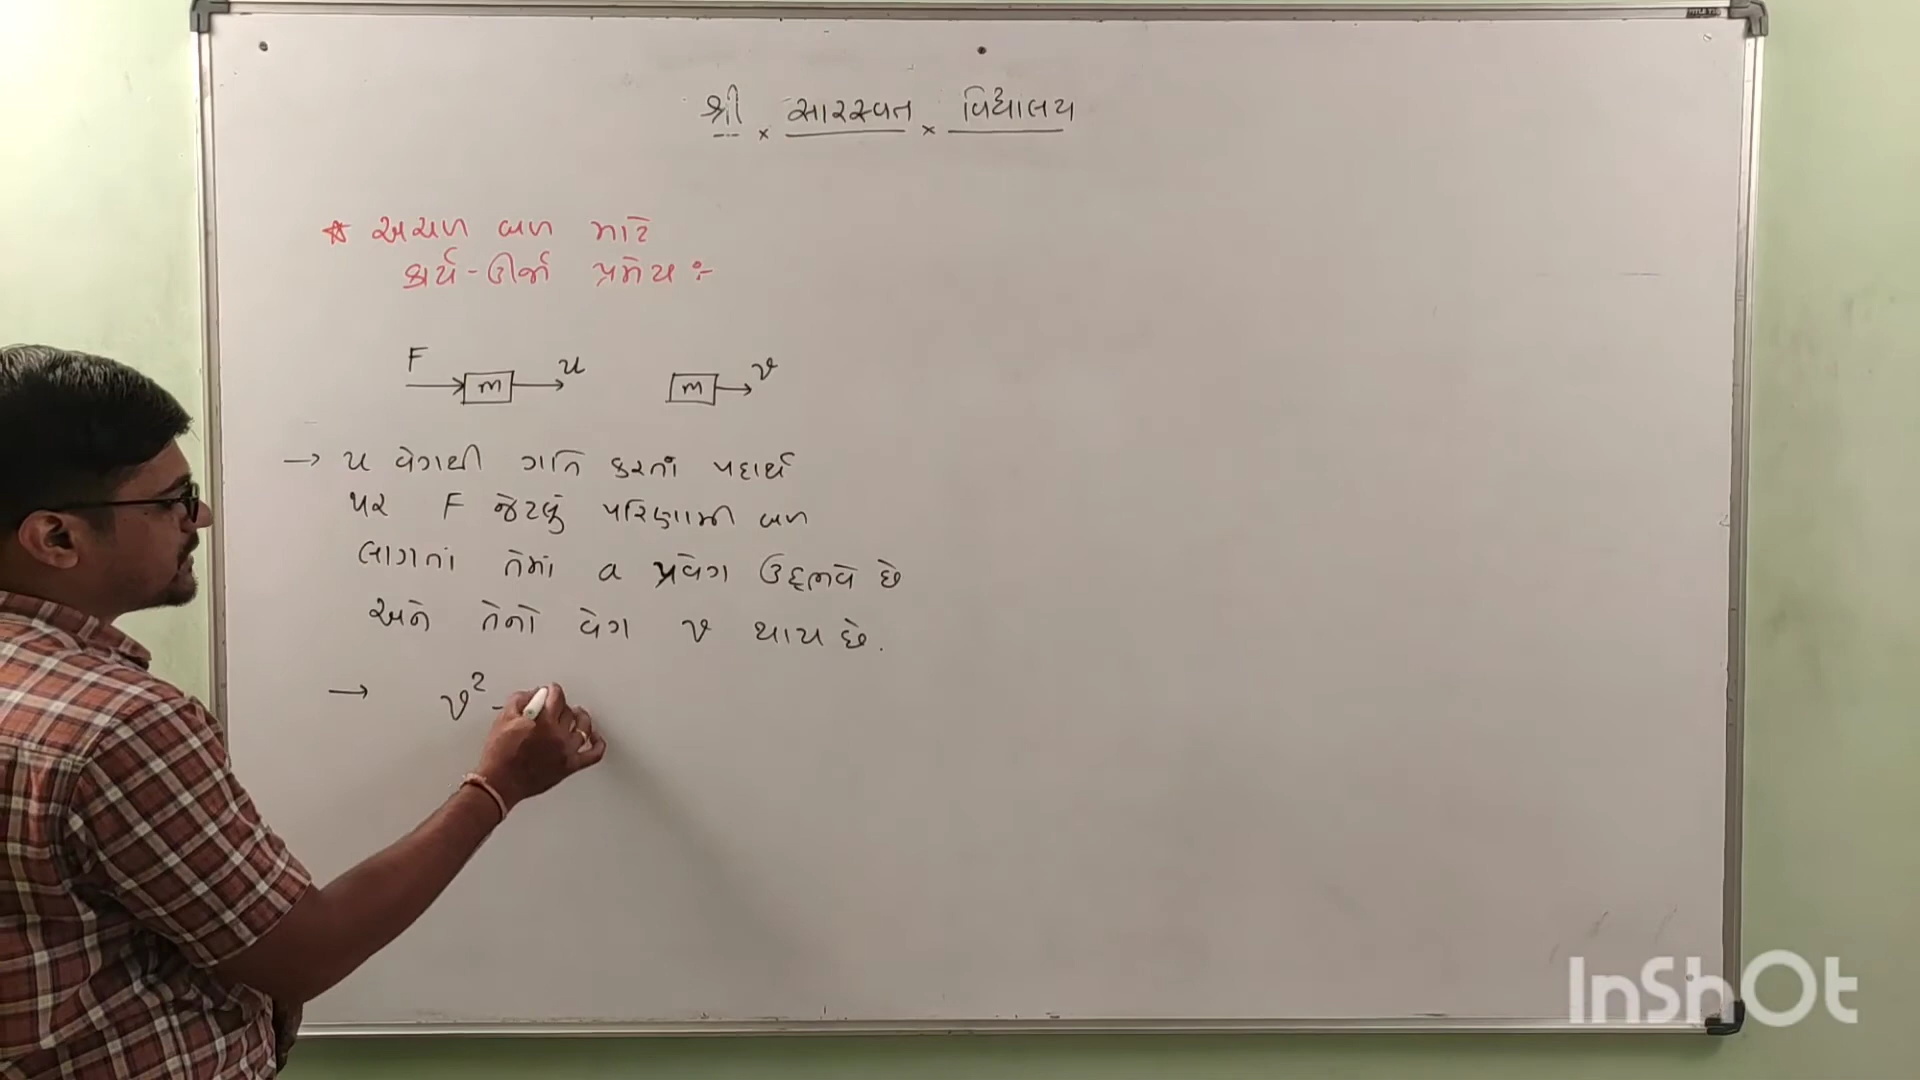 શ્રી × સારસ્વત × વિદ્યાલય
* અચળ બળ માટે
કાર્ય-ઊર્જા પ્રમેય :-
F m u m v
→ u વેગથી ગતિ કરતાં પદાર્થ
પર F જેટલું પરિણામી બળ
લાગતાં તેમાં a પ્રવેગ ઉદ્ભવે છે
અને તેનો વેગ v થાય છે.
→ v² -
InShOt